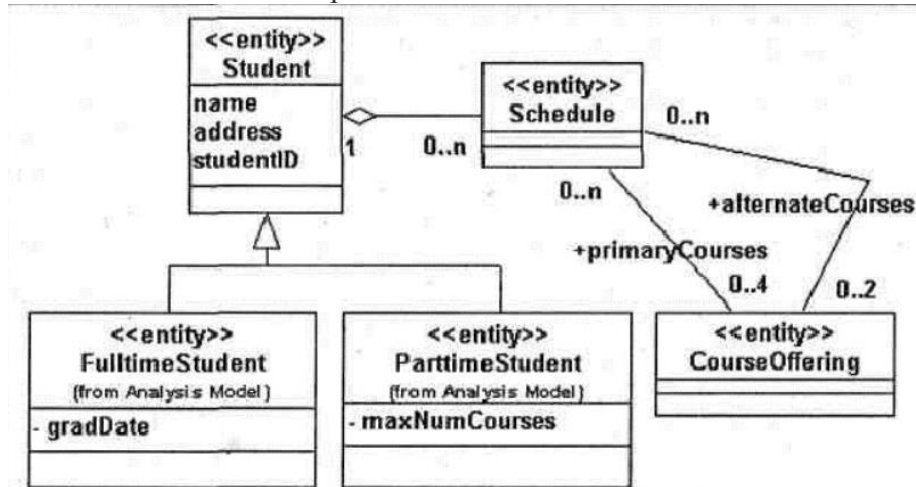 <<entity>>
Student
name
address
studentID
1
0..n
<<entity>>
Schedule
0..n
0..n
+alternateCourses
+primaryCourses
0..4
0..2
<<entity>>
FulltimeStudent
(from Analysis Model)
- gradDate
<<entity>>
ParttimeStudent
(from Analysis Model)
- maxNumCourses
<<entity>>
CourseOffering